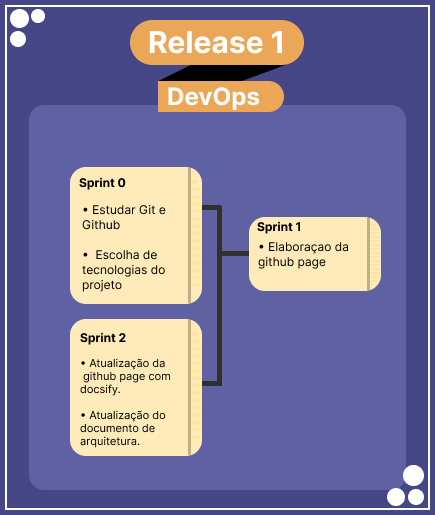 Release 1
DevOps
Sprint 0
• Estudar Git e
Github
• Escolha de
tecnologias do
projeto
Sprint 1
• Elaboraçao da
github page
Sprint 2
• Atualização da
github page com
docsify.
• Atualização do
documento de
arquitetura.